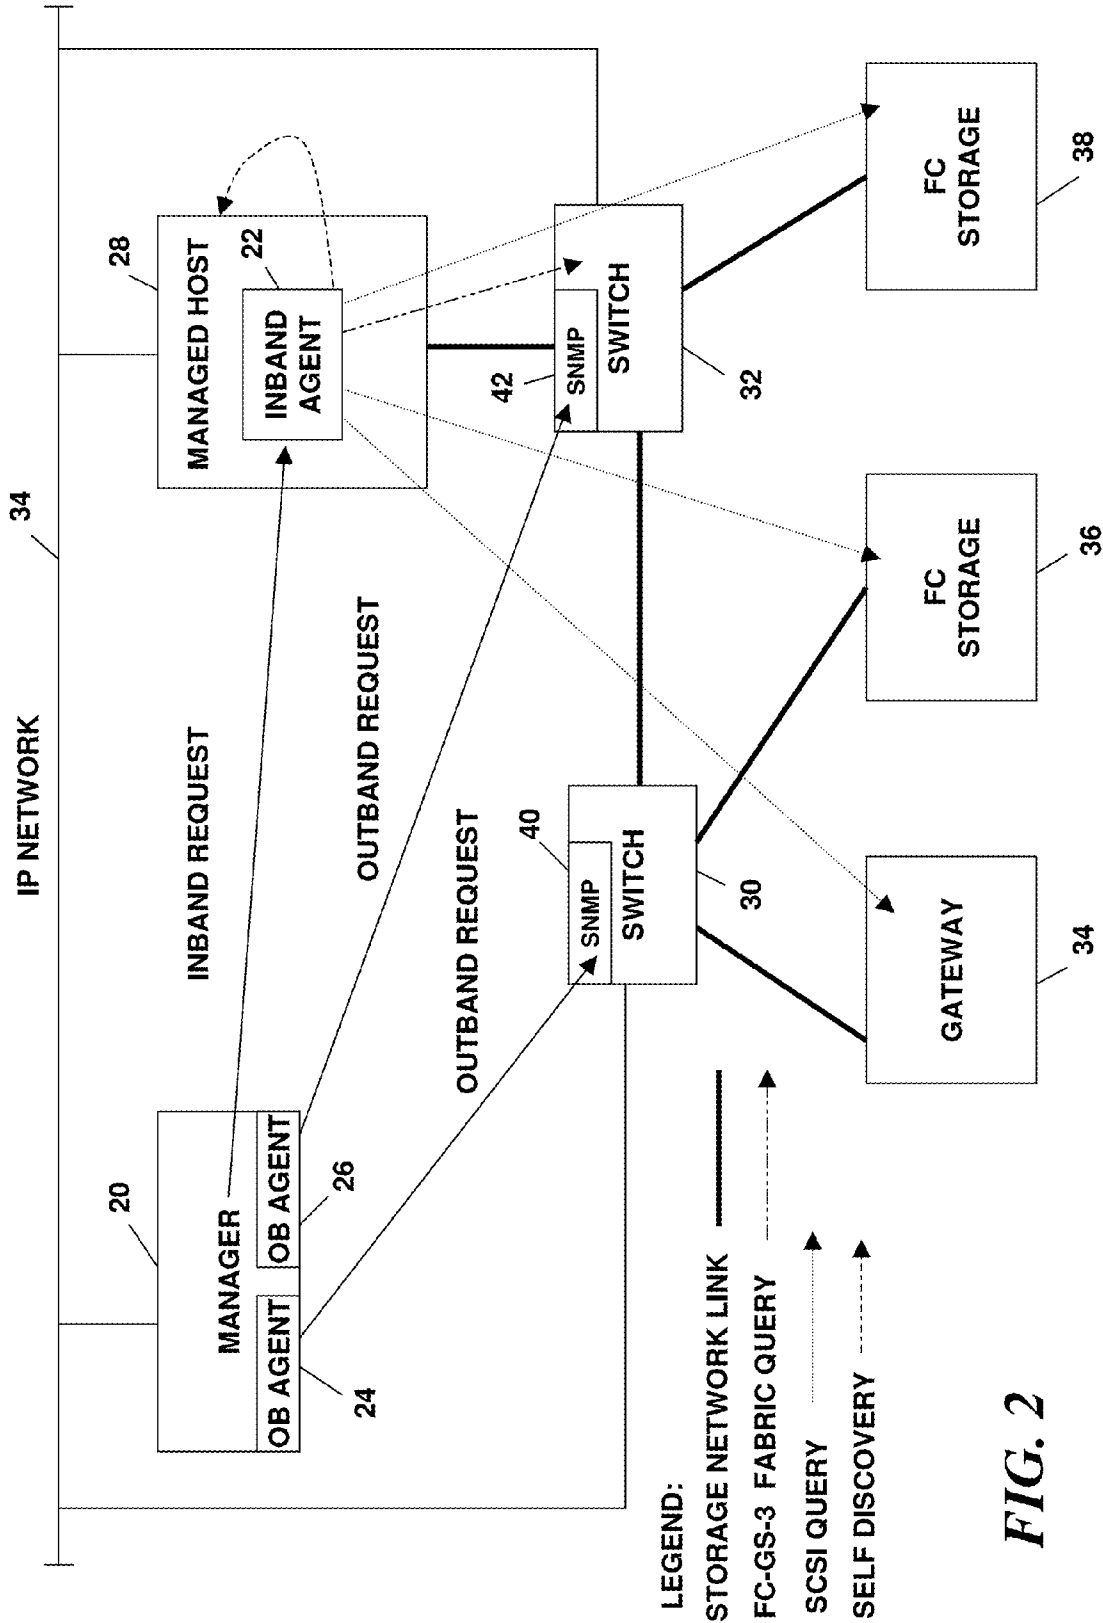 IP NETWORK
34
20
MANAGER
OB AGENT
24
OB AGENT
26
INBAND REQUEST
OUTBAND REQUEST
OUTBAND REQUEST
28
MANAGED HOST
22
INBAND
AGENT
40
SNMP
SWITCH
30
42
SNMP
SWITCH
32
GATEWAY
34
FC
STORAGE
36
FC
STORAGE
38
LEGEND:
STORAGE NETWORK LINK
FC-GS-3 FABRIC QUERY
SCSI QUERY
SELF DISCOVERY
FIG. 2